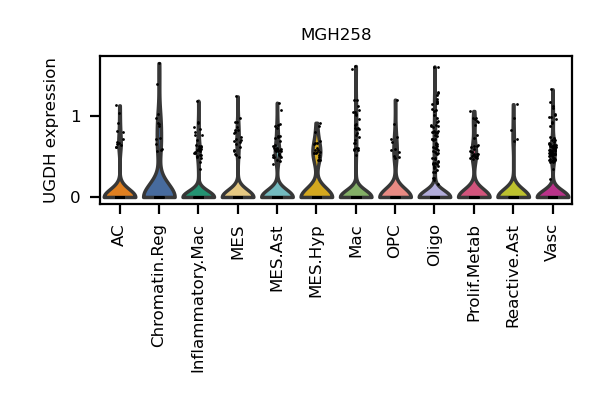 MGH258
UGDH expression
1
0
AC
Chromatin.Reg
Inflammatory.Mac
MES
MES.Ast
MES.Hyp
Mac
OPC
Oligo
Prolif.Metab
Reactive.Ast
Vasc